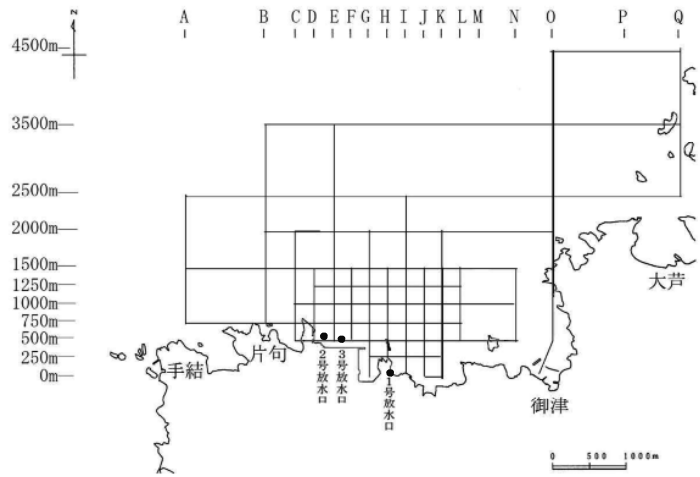 A B C D E F G H I J K L M N O P Q
N
4500m
3500m
2500m
2000m
1500m
1250m
1000m
750m
500m
250m
0m
大芦
片句
手結
御津
2号放水口
3号放水口
1号放水口
0 500 1000m